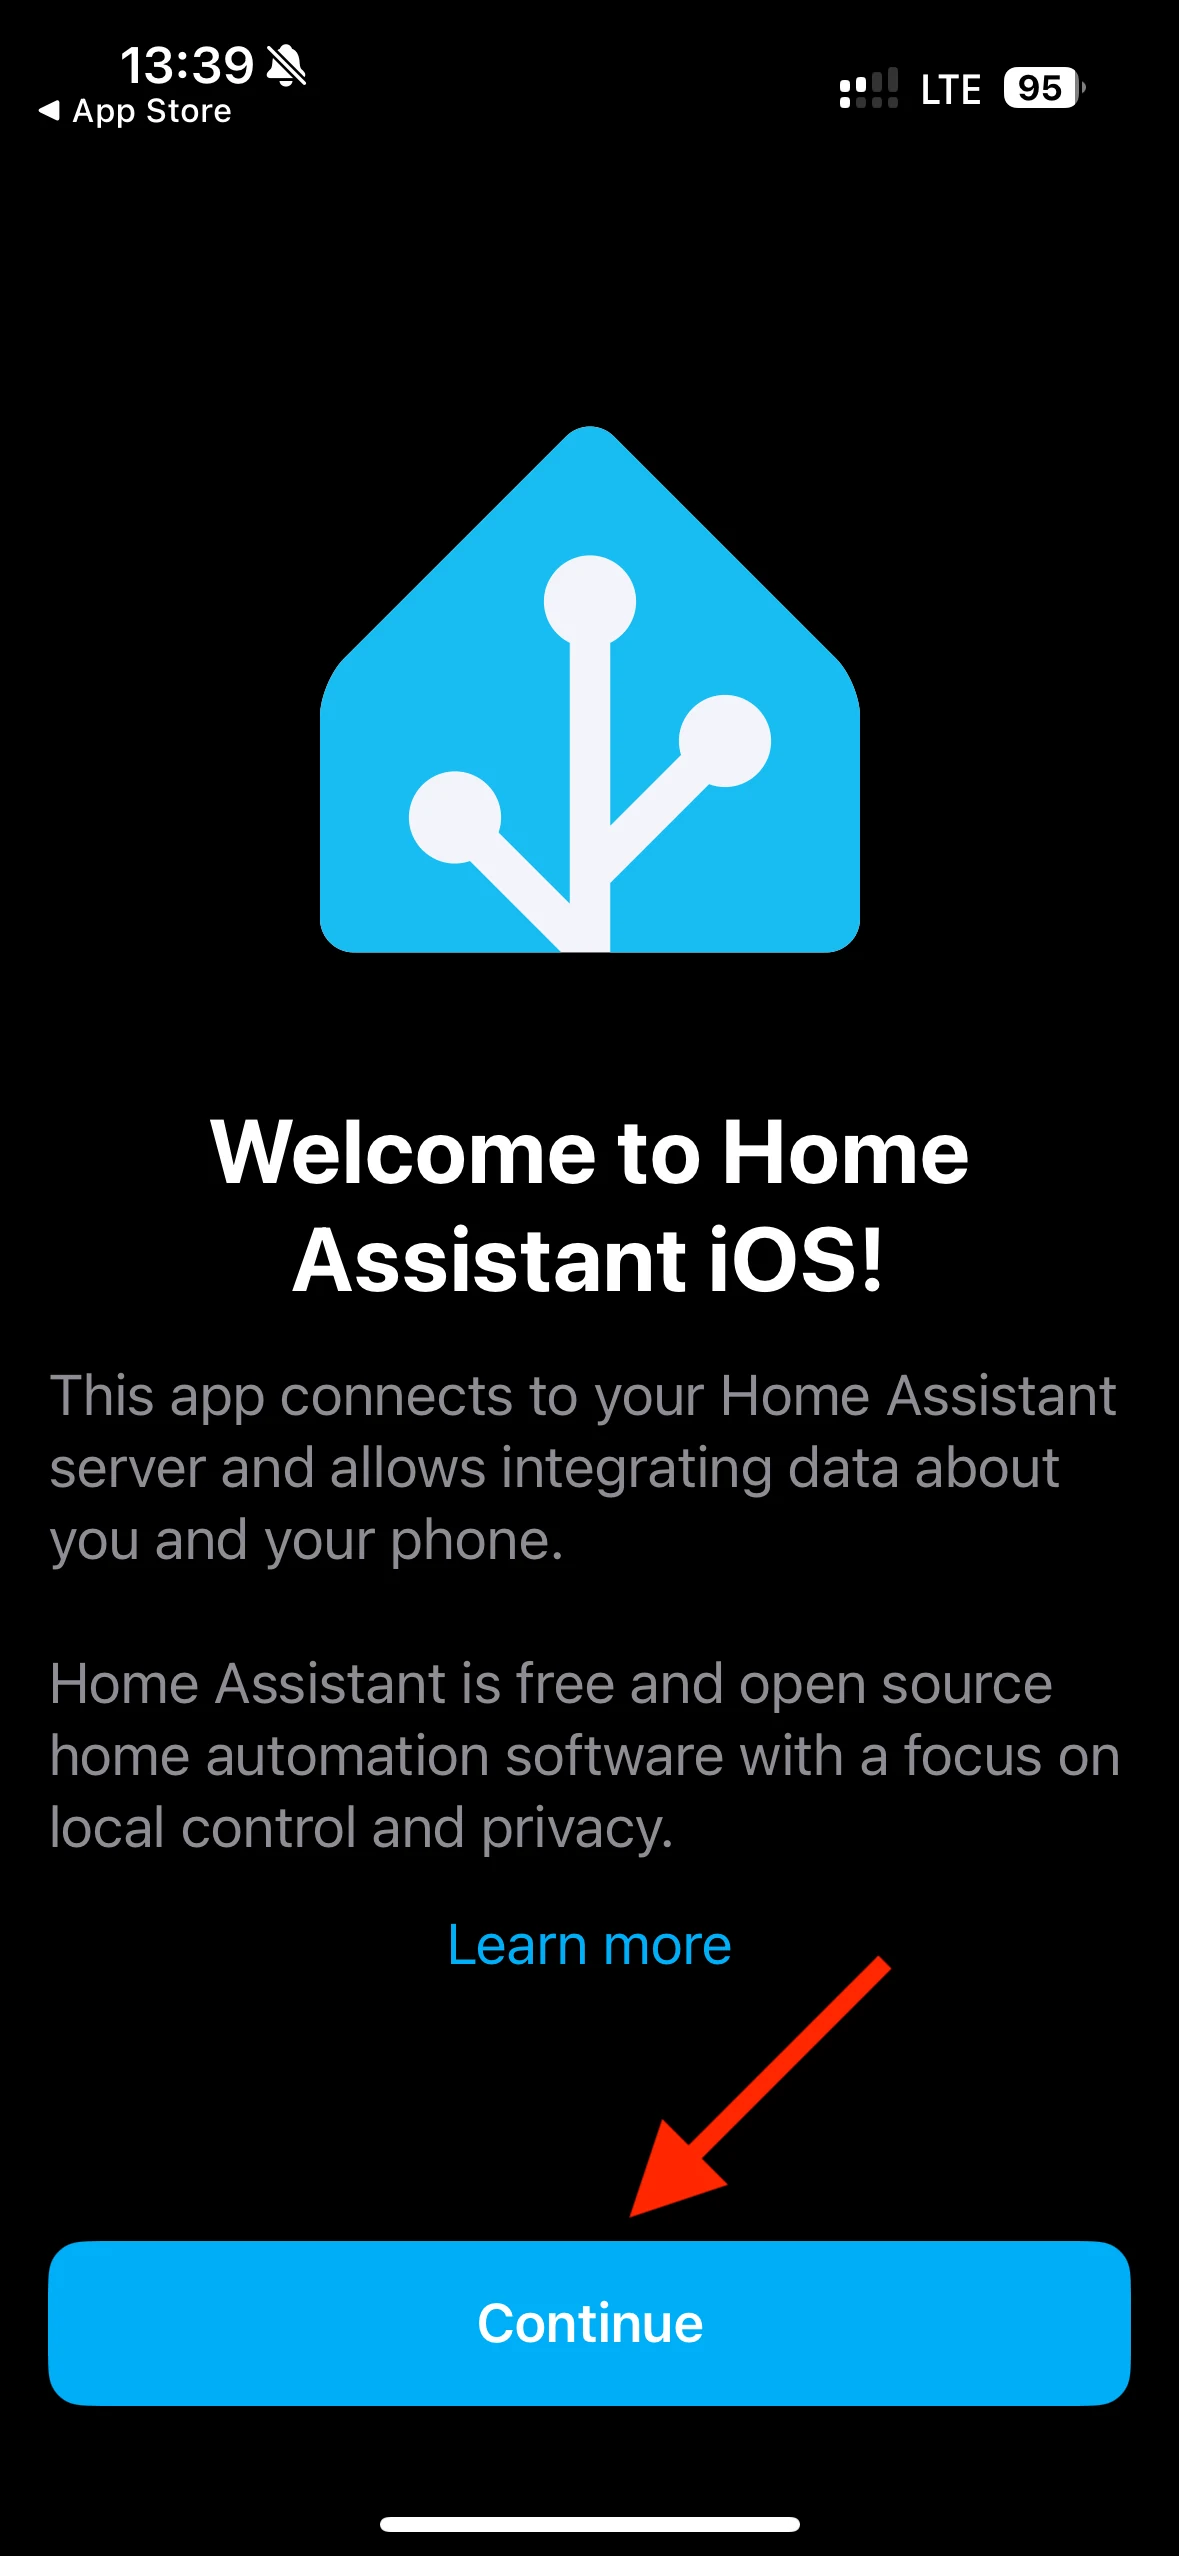 13:39
LTE 95
App Store
Welcome to Home
Assistant iOS!
This app connects to your Home Assistant
server and allows integrating data about
you and your phone.
Home Assistant is free and open source
home automation software with a focus on
local control and privacy.
Learn more
Continue